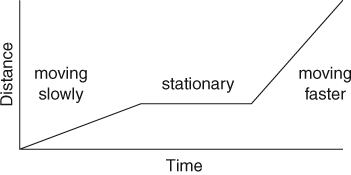 Distance
moving
slowly
stationary
moving
faster
Time